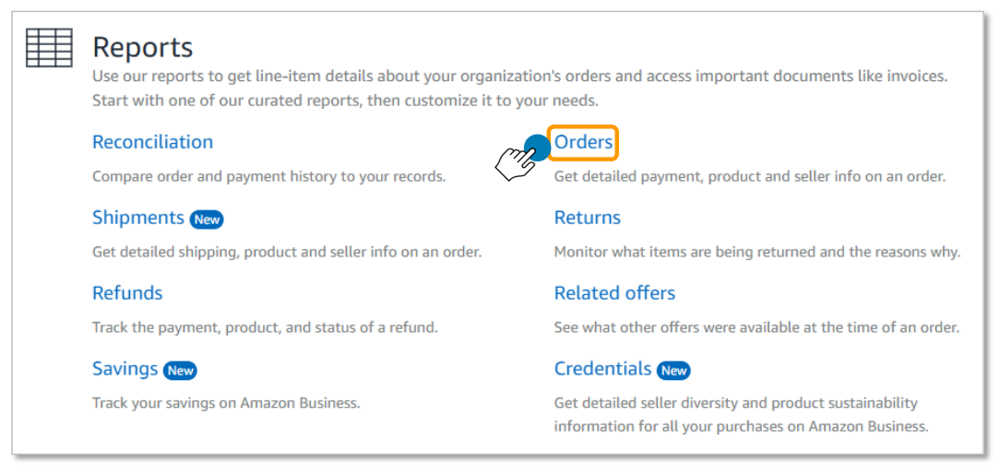 Reports
Use our reports to get line-item details about your organization's orders and access important documents like invoices.
Start with one of our curated reports, then customize it to your needs.
Reconciliation
Compare order and payment history to your records.
Orders
Get detailed payment, product and seller info on an order.
Shipments New
Get detailed shipping, product and seller info on an order.
Returns
Monitor what items are being returned and the reasons why.
Refunds
Track the payment, product, and status of a refund.
Related offers
See what other offers were available at the time of an order.
Savings New
Track your savings on Amazon Business.
Credentials New
Get detailed seller diversity and product sustainability
information for all your purchases on Amazon Business.